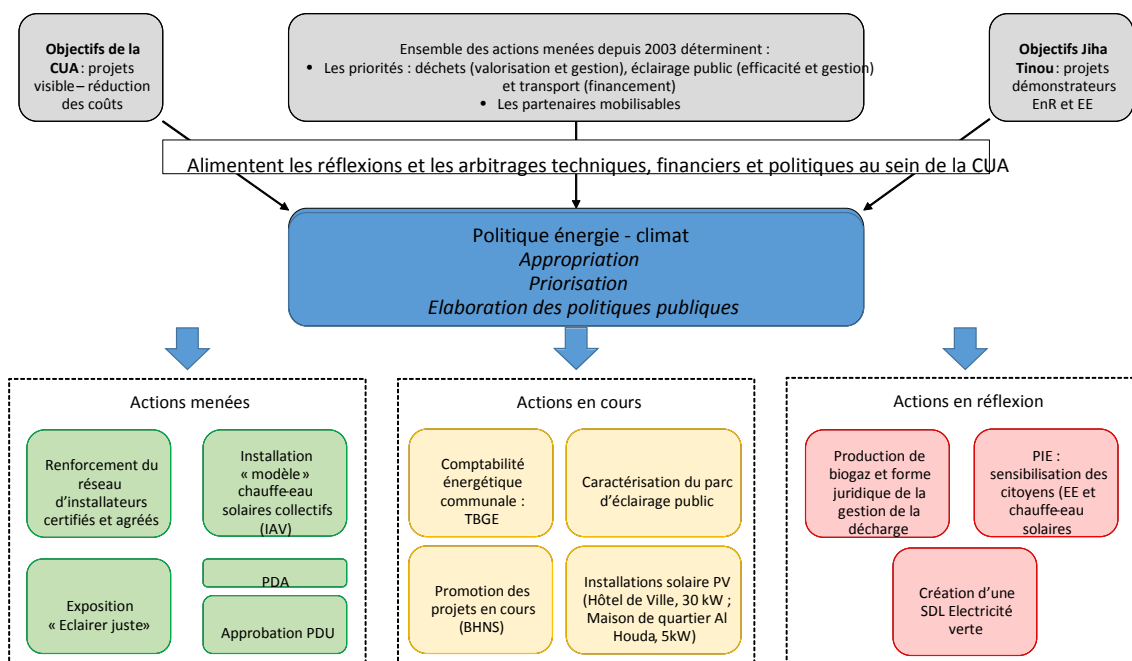 Objectifs de la
CUA : projets
visible – réduction
des coûts
Ensemble des actions menées depuis 2003 déterminent :
• Les priorités : déchets (valorisation et gestion), éclairage public (efficacité et gestion)
et transport (financement)
• Les partenaires mobilisables
Objectifs Jiha
Tinou : projets
démonstrateurs
EnR et EE
Alimentent les réflexions et les arbitrages techniques, financiers et politiques au sein de la CUA
Politique énergie - climat
Appropriation
Priorisation
Elaboration des politiques publiques
Actions menées
Renforcement du
réseau
d'installateurs
certifiés et agréés
Installation
« modèle »
chauffe-eau
solaires collectifs
(IAV)
Exposition
« Eclairer juste»
PDA
Approbation PDU
Actions en cours
Comptabilité
énergétique
communale :
TBGE
Caractérisation du parc
d'éclairage public
Promotion des
projets en cours
(BHNS)
Installations solaire PV
(Hôtel de Ville, 30 kW ;
Maison de quartier Al
Houda, 5kW)
Actions en réflexion
Production de
biogaz et forme
juridique de la
gestion de la
décharge
PIE :
sensibilisation des
citoyens (EE et
chauffe-eau
solaires
Création d'une
SDL Electricité
verte